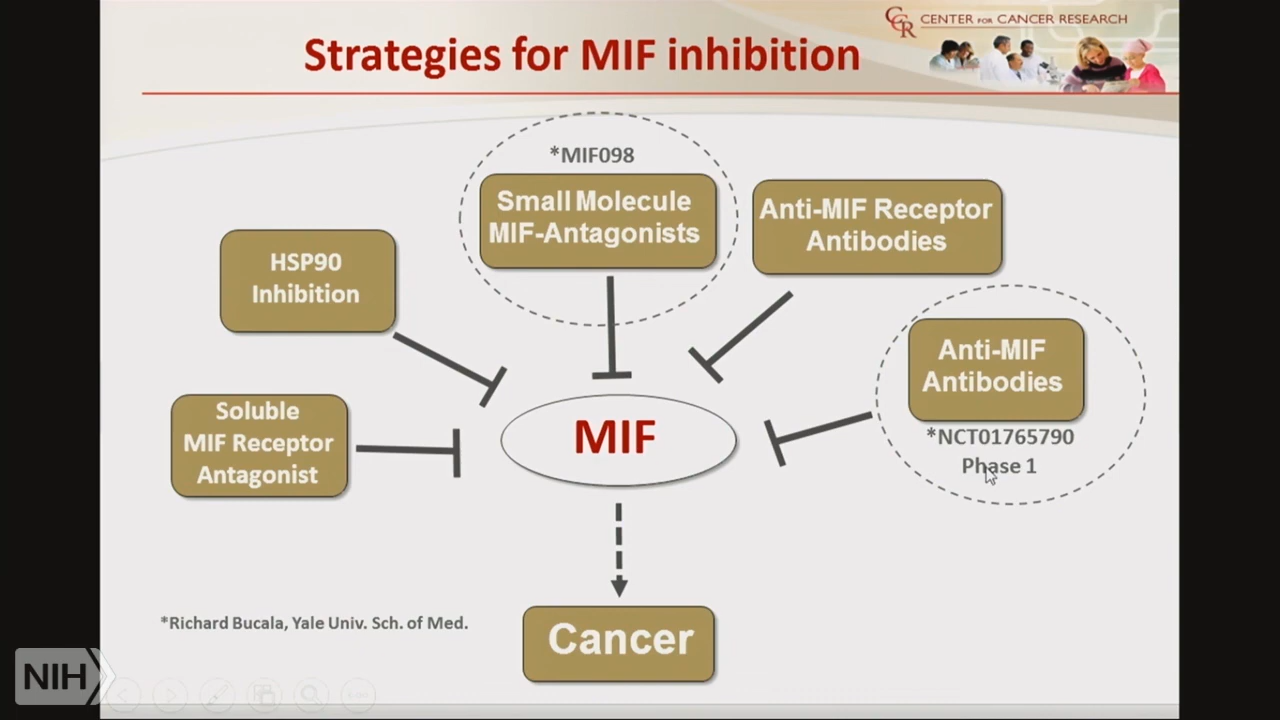 CCR CENTER FOR CANCER RESEARCH
Strategies for MIF inhibition
*MIF098
Small Molecule
MIF-Antagonists
Anti-MIF Receptor
Antibodies
HSP90
Inhibition
Anti-MIF
Antibodies
*NCT01765790
Phase 1
Soluble
MIF Receptor
Antagonist
MIF
Cancer
*Richard Bucala, Yale Univ. Sch. of Med.
NIH